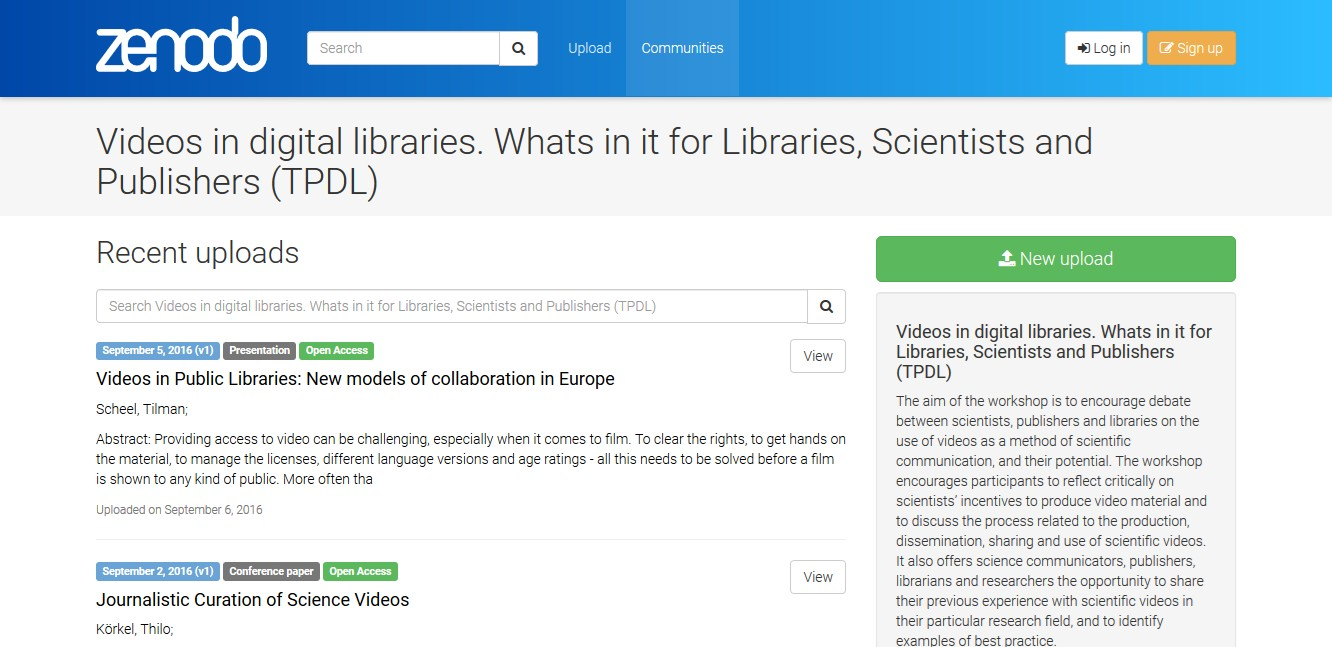 zenodo
Search
Upload
Communities
Log in
Sign up
Videos in digital libraries. Whats in it for Libraries, Scientists and
Publishers (TPDL)
Recent uploads
Search Videos in digital libraries. Whats in it for Libraries, Scientists and Publishers (TPDL)
September 5, 2016 (v1) Presentation Open Access
View
Videos in Public Libraries: New models of collaboration in Europe
Scheel, Tilman;
Abstract: Providing access to video can be challenging, especially when it comes to film. To clear the rights, to get hands on
the material, to manage the licenses, different language versions and age ratings - all this needs to be solved before a film
is shown to any kind of public. More often tha
Uploaded on September 6, 2016
September 2, 2016 (v1) Conference paper Open Access
View
Journalistic Curation of Science Videos
Körkel, Thilo;
New upload
Videos in digital libraries. Whats in it for
Libraries, Scientists and Publishers
(TPDL)
The aim of the workshop is to encourage debate
between scientists, publishers and libraries on the
use of videos as a method of scientific
communication, and their potential. The workshop
encourages participants to reflect critically on
scientists’ incentives to produce video material and
to discuss the process related to the production,
dissemination, sharing and use of scientific videos.
It also offers science communicators, publishers,
librarians and researchers the opportunity to share
their previous experience with scientific videos in
their particular research field, and to identify
examples of best practice.